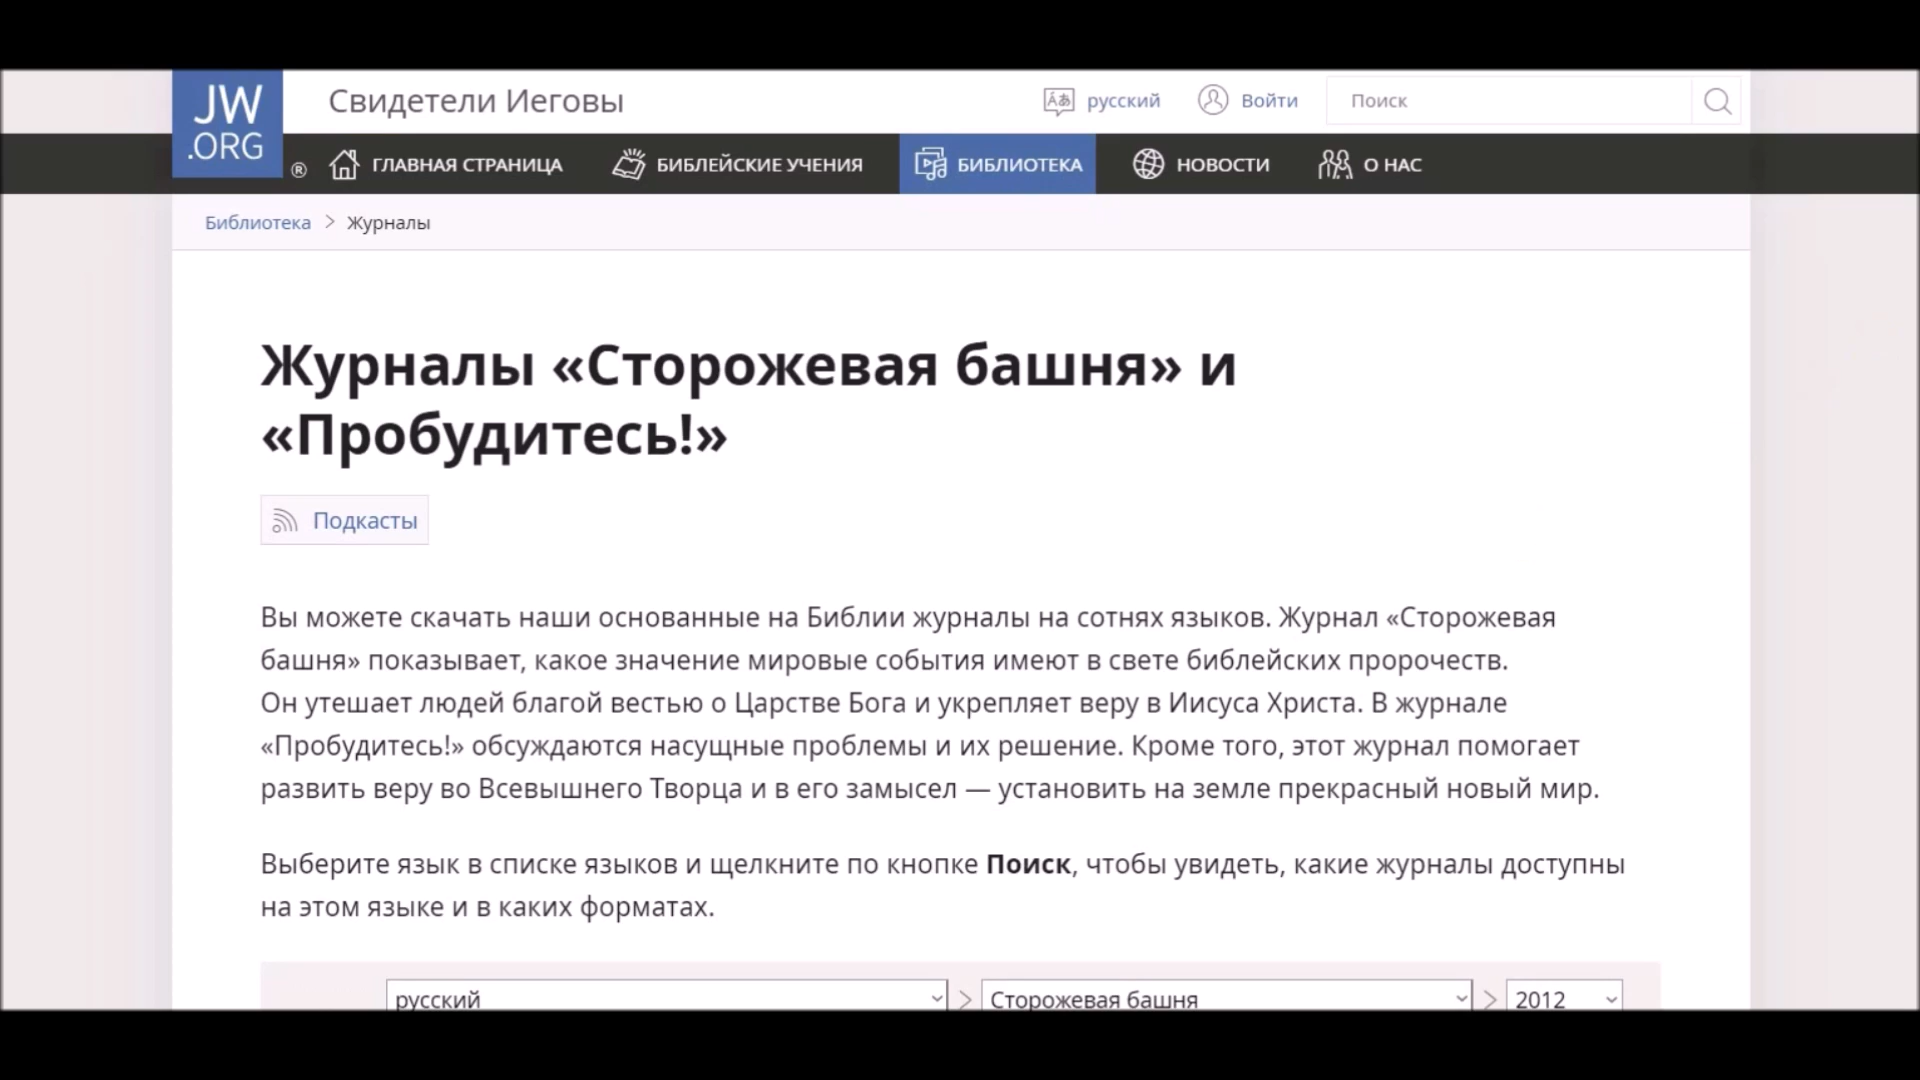 JW
.ORG
®
Свидетели Иеговы
русский
Войти
Поиск
ГЛАВНАЯ СТРАНИЦА
БИБЛЕЙСКИЕ УЧЕНИЯ
БИБЛИОТЕКА
НОВОСТИ
О НАС
Библиотека > Журналы
Журналы «Сторожевая башня» и
«Пробудитесь!»
Подкасты
Вы можете скачать наши основанные на Библии журналы на сотнях языков. Журнал «Сторожевая
башня» показывает, какое значение мировые события имеют в свете библейских пророчеств.
Он утешает людей благой вестью о Царстве Бога и укрепляет веру в Иисуса Христа. В журнале
«Пробудитесь!» обсуждаются насущные проблемы и их решение. Кроме того, этот журнал помогает
развить веру во Всевышнего Творца и в его замысел — установить на земле прекрасный новый мир.
Выберите язык в списке языков и щелкните по кнопке Поиск, чтобы увидеть, какие журналы доступны
на этом языке и в каких форматах.
русский > Сторожевая башня > 2012